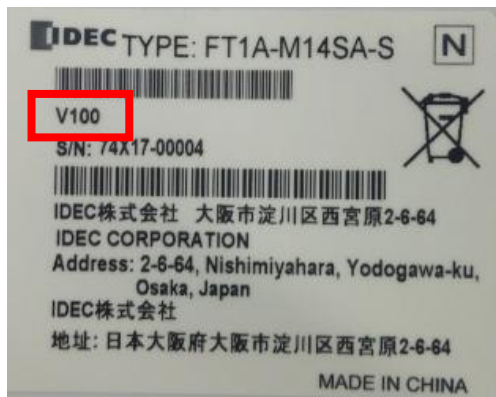 IDEC TYPE: FT1A-M14SA-S N
V100
S/N: 74X17-00004
IDEC株式会社 大阪市淀川区西宮原2-6-64
IDEC CORPORATION
Address: 2-6-64, Nishimiyahara, Yodogawa-ku,
Osaka, Japan
IDEC株式会社
地址: 日本大阪府大阪市淀川区西宮原2-6-64
MADE IN CHINA